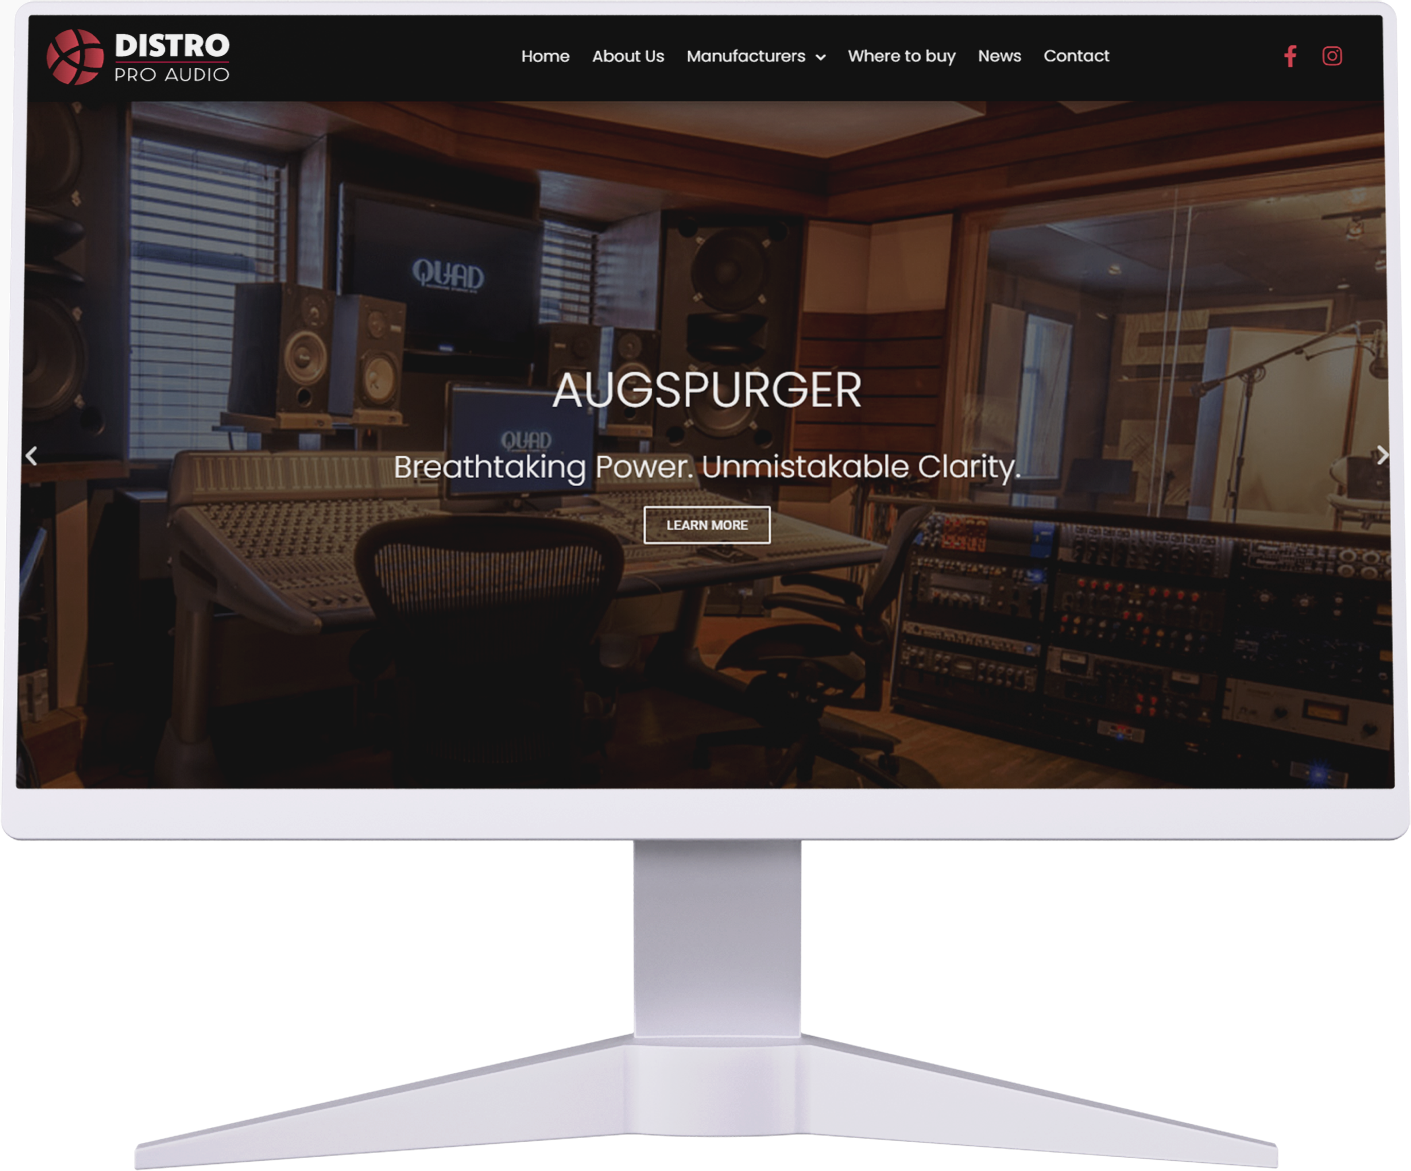 DISTRO
PRO AUDIO
Home About Us Manufacturers Where to buy News Contact
QUAD
QUAD
AUGSPURGER
Breathtaking Power. Unmistakable Clarity.
LEARN MORE